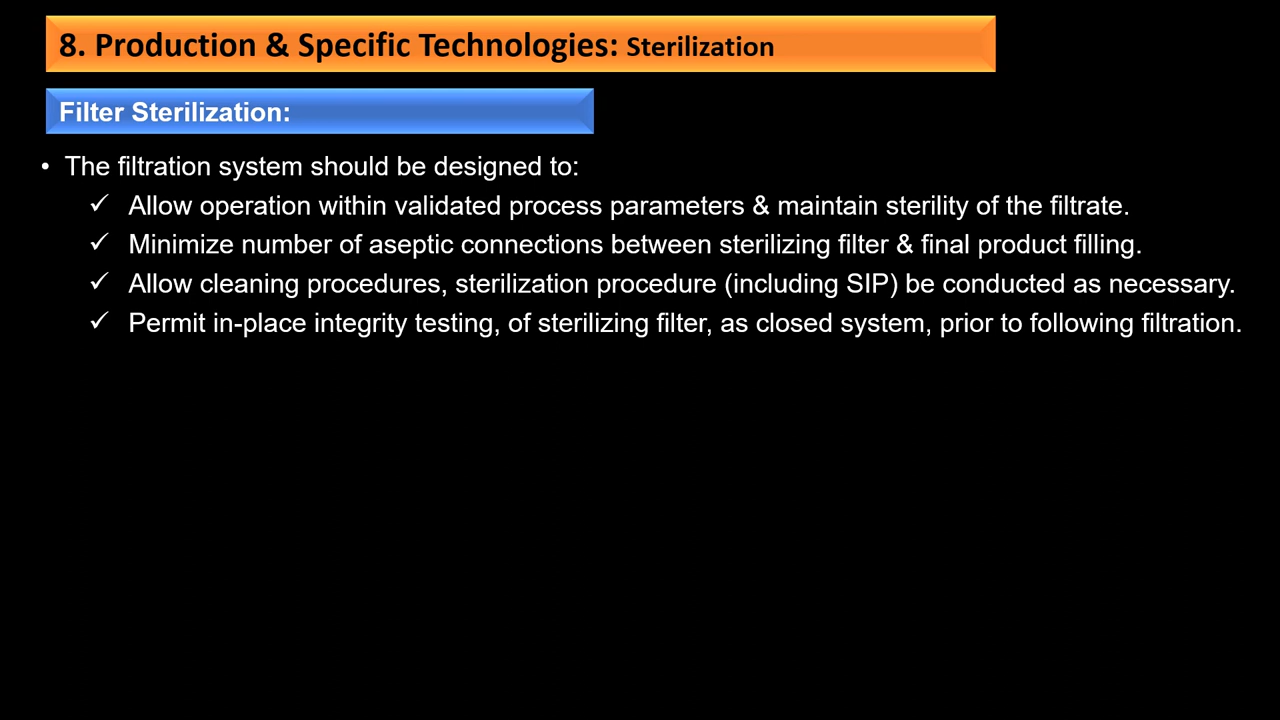 8. Production & Specific Technologies: Sterilization
Filter Sterilization:
• The filtration system should be designed to:
✓ Allow operation within validated process parameters & maintain sterility of the filtrate.
✓ Minimize number of aseptic connections between sterilizing filter & final product filling.
✓ Allow cleaning procedures, sterilization procedure (including SIP) be conducted as necessary.
✓ Permit in-place integrity testing, of sterilizing filter, as closed system, prior to following filtration.